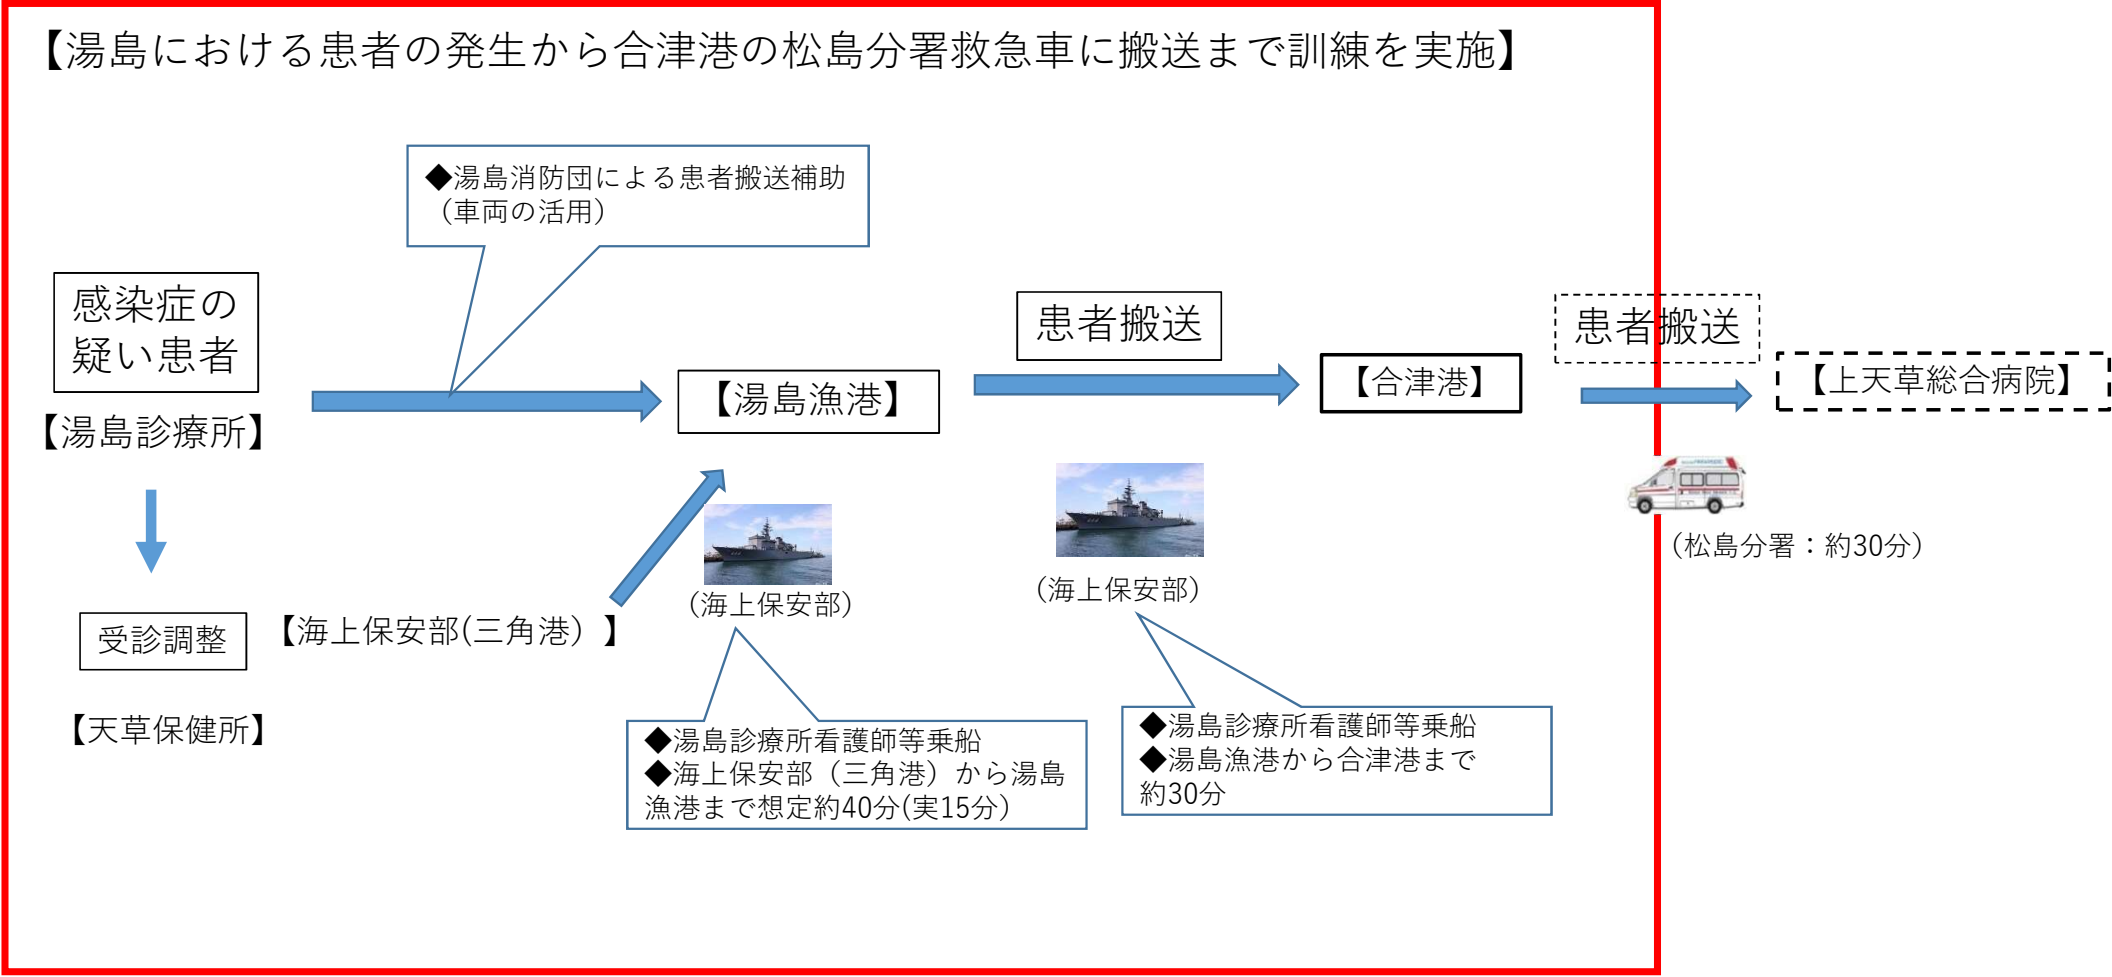 【湯島における患者の発生から合津港の松島分署救急車に搬送まで訓練を実施】
◆湯島消防団による患者搬送補助
（車両の活用）
感染症の
疑い患者
【湯島診療所】
【湯島漁港】
患者搬送
【合津港】
患者搬送
【上天草総合病院】
（松島分署：約30分）
（海上保安部）
（海上保安部）
受診調整
【海上保安部(三角港）】
【天草保健所】
◆湯島診療所看護師等乗船
◆海上保安部（三角港）から湯島
漁港まで想定約40分(実15分）
◆湯島診療所看護師等乗船
◆湯島漁港から合津港まで
約30分